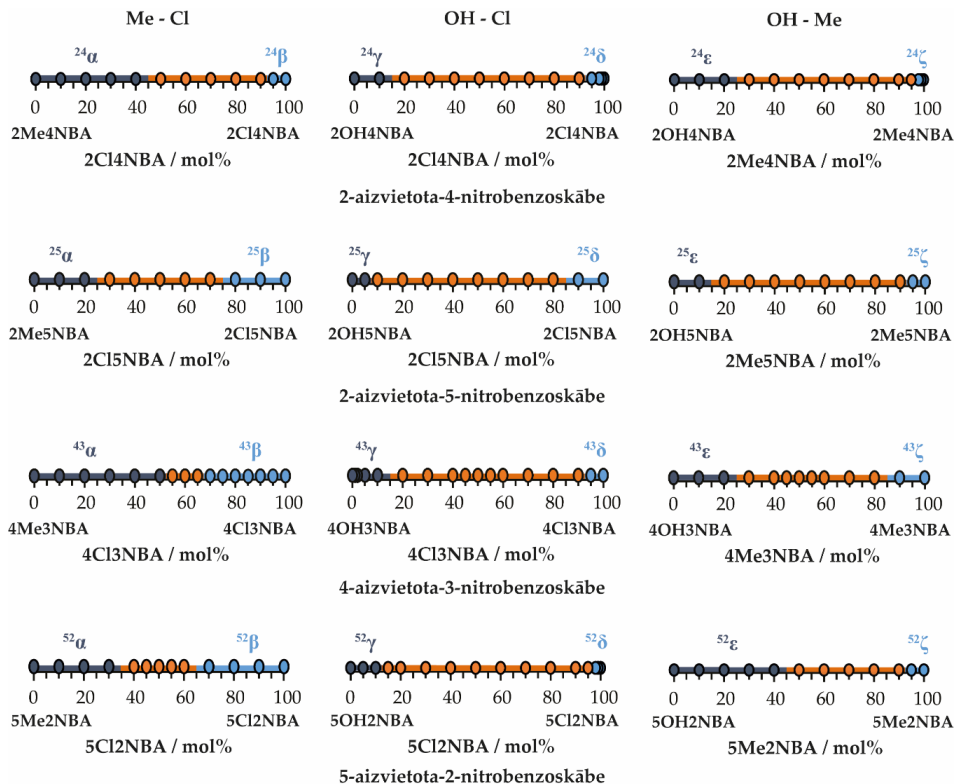 Me - Cl OH - Cl OH - Me
²⁴α ²⁴β ²⁴γ ²⁴δ ²⁴ε ²⁴ζ
0 20 40 60 80 100 0 20 40 60 80 100 0 20 40 60 80 100
2Me4NBA 2Cl4NBA 2OH4NBA 2Cl4NBA 2OH4NBA 2Me4NBA
2Cl4NBA / mol% 2Cl4NBA / mol% 2Me4NBA / mol%
2-aizvietota-4-nitrobenzoskābe
²⁵α ²⁵β ²⁵γ ²⁵δ ²⁵ε ²⁵ζ
0 20 40 60 80 100 0 20 40 60 80 100 0 20 40 60 80 100
2Me5NBA 2Cl5NBA 2OH5NBA 2Cl5NBA 2OH5NBA 2Me5NBA
2Cl5NBA / mol% 2Cl5NBA / mol% 2Me5NBA / mol%
2-aizvietota-5-nitrobenzoskābe
⁴³α ⁴³β ⁴³γ ⁴³δ ⁴³ε ⁴³ζ
0 20 40 60 80 100 0 20 40 60 80 100 0 20 40 60 80 100
4Me3NBA 4Cl3NBA 4OH3NBA 4Cl3NBA 4OH3NBA 4Me3NBA
4Cl3NBA / mol% 4Cl3NBA / mol% 4Me3NBA / mol%
4-aizvietota-3-nitrobenzoskābe
⁵²α ⁵²β ⁵²γ ⁵²δ ⁵²ε ⁵²ζ
0 20 40 60 80 100 0 20 40 60 80 100 0 20 40 60 80 100
5Me2NBA 5Cl2NBA 5OH2NBA 5Cl2NBA 5OH2NBA 5Me2NBA
5Cl2NBA / mol% 5Cl2NBA / mol% 5Me2NBA / mol%
5-aizvietota-2-nitrobenzoskābe